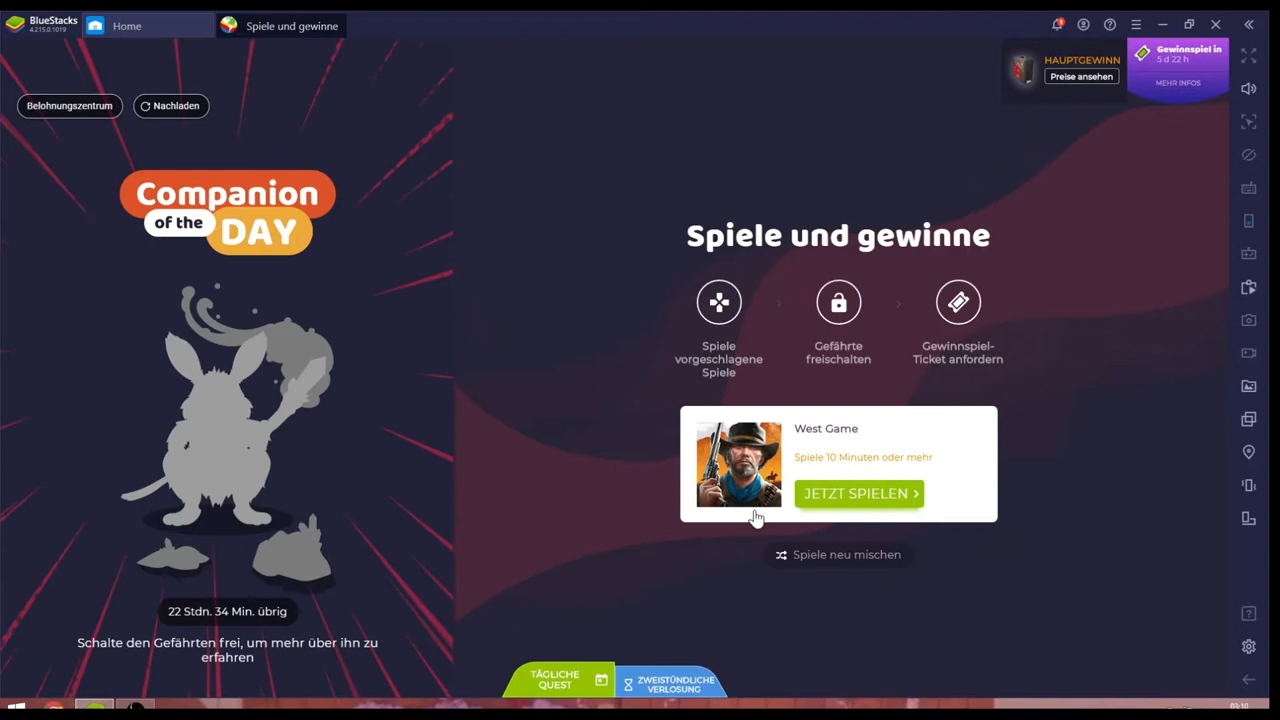 BlueStacks
4.215.0.1019
Home
Spiele und gewinne
HAUPTGEWINN
Preise ansehen
Gewinnspiel in
5 d 22 h
MEHR INFOS
Belohnungszentrum
Nachladen
Companion
of the
DAY
22 Stdn. 34 Min. übrig
Schalte den Gefährten frei, um mehr über ihn zu
erfahren
Spiele und gewinne
Spiele
vorgeschlagene
Spiele
Gefährte
freischalten
Gewinnspiel-
Ticket anfordern
West Game
Spiele 10 Minuten oder mehr
JETZT SPIELEN
Spiele neu mischen
TÄGLICHE
QUEST
ZWEISTÜNDLICHE
VERLOSUNG
03:10